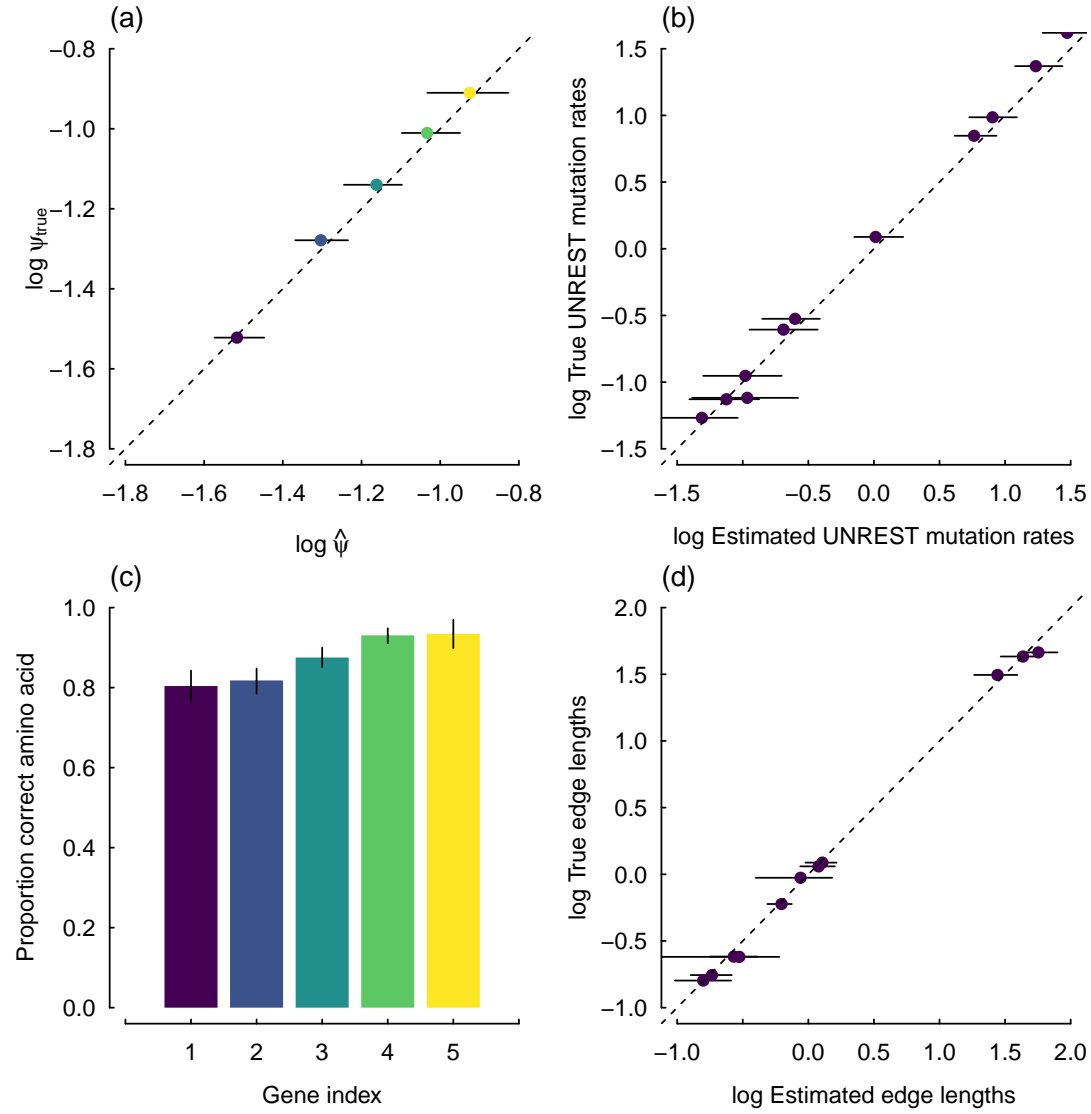 (a)
−0.8
−1.0
−1.2
−1.4
−1.6
−1.8
log ψtrue
−1.8 −1.6 −1.4 −1.2 −1.0 −0.8
log ψ̂
(b)
1.5
1.0
0.5
0.0
−0.5
−1.0
−1.5
log True UNREST mutation rates
−1.5 −0.5 0.0 0.5 1.0 1.5
log Estimated UNREST mutation rates
(c)
1.0
0.8
0.6
0.4
0.2
0.0
Proportion correct amino acid
1 2 3 4 5
Gene index
(d)
2.0
1.5
1.0
0.5
0.0
−0.5
−1.0
log True edge lengths
−1.0 0.0 0.5 1.0 1.5 2.0
log Estimated edge lengths